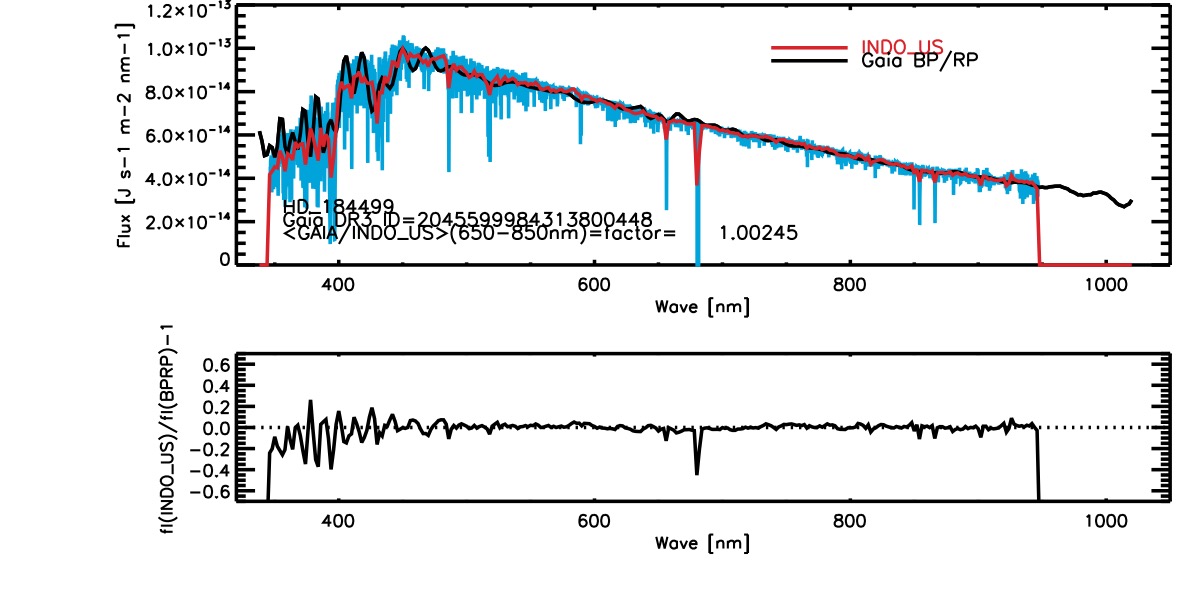 1.2×10−13
1.0×10−13
8.0×10−14
6.0×10−14
4.0×10−14
2.0×10−14
0
Flux [J s−1 m−2 nm−1]
INDO_US
Gaia BP/RP
HD_184499
Gaia DR3 ID=2045599984313800448
<GAIA/INDO_US>(650−850nm)=factor= 1.00245
400 600 800 1000
Wave [nm]
0.6
0.4
0.2
0.0
−0.2
−0.4
−0.6
fl(INDO_US)/fl(BPRP)−1
400 600 800 1000
Wave [nm]